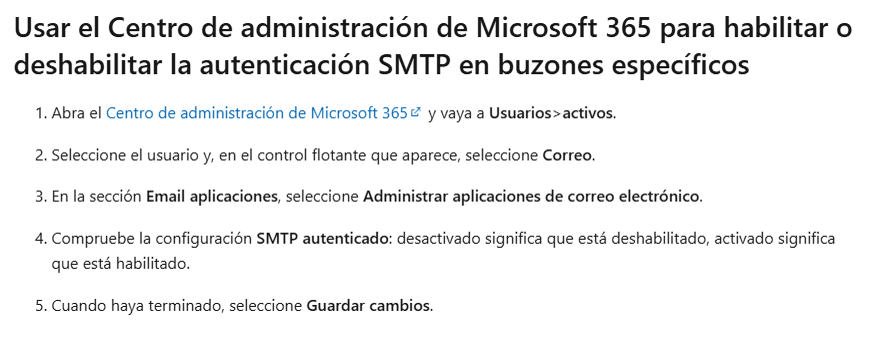 Usar el Centro de administración de Microsoft 365 para habilitar o
deshabilitar la autenticación SMTP en buzones específicos
1. Abra el Centro de administración de Microsoft 365 y vaya a Usuarios>activos.
2. Seleccione el usuario y, en el control flotante que aparece, seleccione Correo.
3. En la sección Email aplicaciones, seleccione Administrar aplicaciones de correo electrónico.
4. Compruebe la configuración SMTP autenticado: desactivado significa que está deshabilitado, activado significa
que está habilitado.
5. Cuando haya terminado, seleccione Guardar cambios.